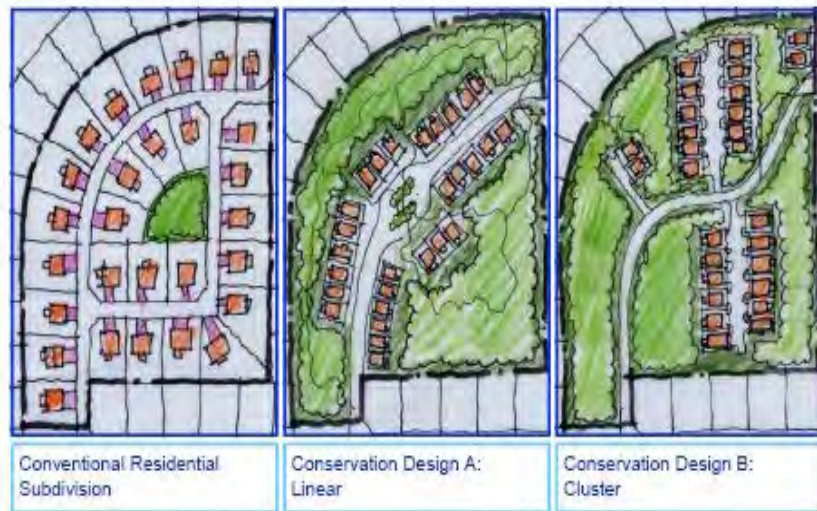 Conventional Residential
Subdivision
Conservation Design A:
Linear
Conservation Design B:
Cluster